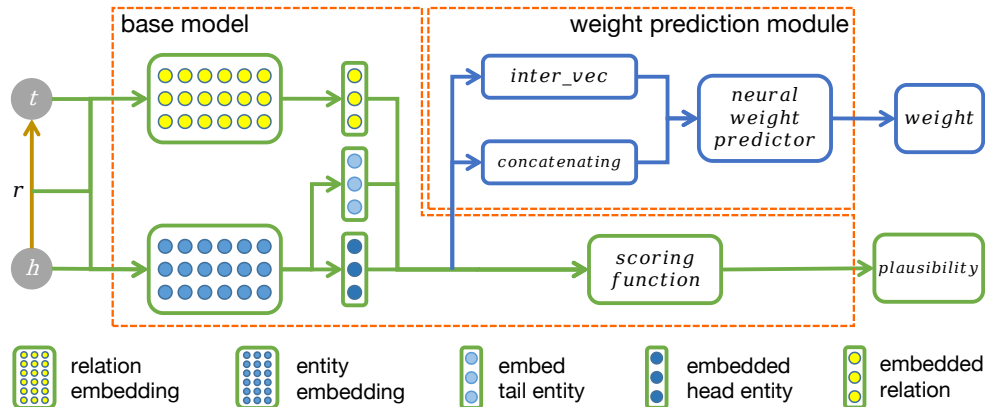 base model
weight prediction module
t
r
h
inter_vec
concatenating
neural
weight
predictor
weight
scoring
function
plausibility
relation
embedding
entity
embedding
embed
tail entity
embedded
head entity
embedded
relation